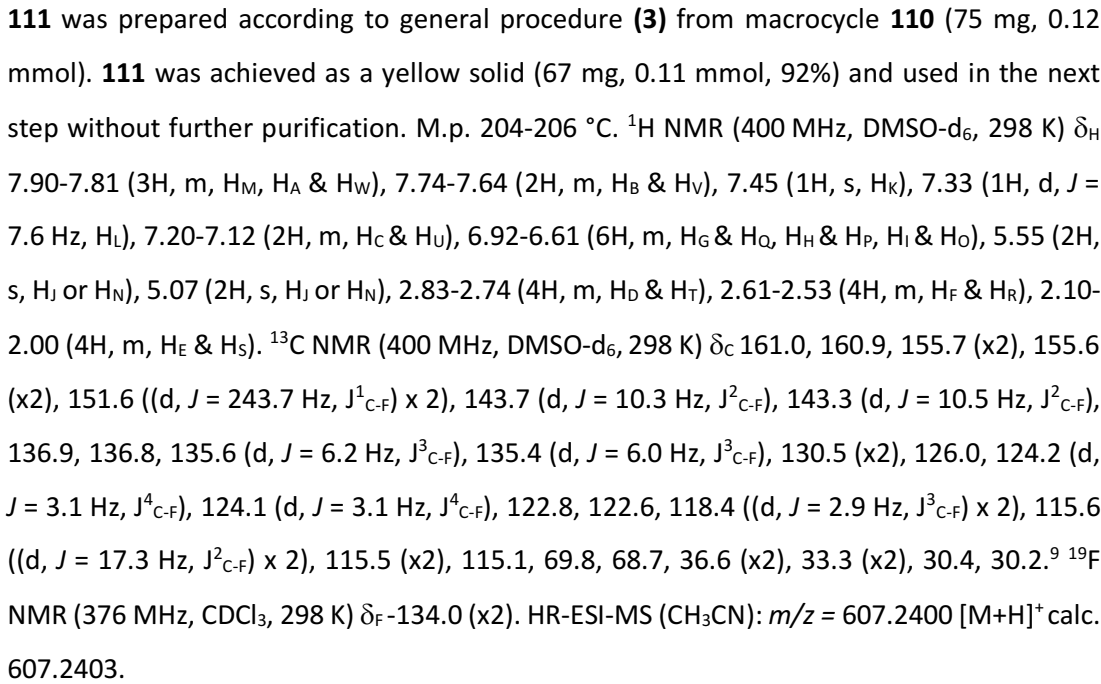 111 was prepared according to general procedure (3) from macrocycle 110 (75 mg, 0.12
mmol). 111 was achieved as a yellow solid (67 mg, 0.11 mmol, 92%) and used in the next
step without further purification. M.p. 204-206 °C. ¹H NMR (400 MHz, DMSO-d₆, 298 K) δH
7.90-7.81 (3H, m, HM, HA & HW), 7.74-7.64 (2H, m, HB & HV), 7.45 (1H, s, HK), 7.33 (1H, d, J =
7.6 Hz, HL), 7.20-7.12 (2H, m, HC & HU), 6.92-6.61 (6H, m, HG & HQ, HH & HP, HI & HO), 5.55 (2H,
s, HJ or HN), 5.07 (2H, s, HJ or HN), 2.83-2.74 (4H, m, HD & HT), 2.61-2.53 (4H, m, HF & HR), 2.10-
2.00 (4H, m, HE & HS). ¹³C NMR (400 MHz, DMSO-d₆, 298 K) δC 161.0, 160.9, 155.7 (x2), 155.6
(x2), 151.6 ((d, J = 243.7 Hz, J¹C-F) x 2), 143.7 (d, J = 10.3 Hz, J²C-F), 143.3 (d, J = 10.5 Hz, J²C-F),
136.9, 136.8, 135.6 (d, J = 6.2 Hz, J³C-F), 135.4 (d, J = 6.0 Hz, J³C-F), 130.5 (x2), 126.0, 124.2 (d,
J = 3.1 Hz, J⁴C-F), 124.1 (d, J = 3.1 Hz, J⁴C-F), 122.8, 122.6, 118.4 ((d, J = 2.9 Hz, J³C-F) x 2), 115.6
((d, J = 17.3 Hz, J²C-F) x 2), 115.5 (x2), 115.1, 69.8, 68.7, 36.6 (x2), 33.3 (x2), 30.4, 30.2.⁹ ¹⁹F
NMR (376 MHz, CDCl₃, 298 K) δF -134.0 (x2). HR-ESI-MS (CH₃CN): m/z = 607.2400 [M+H]⁺ calc.
607.2403.